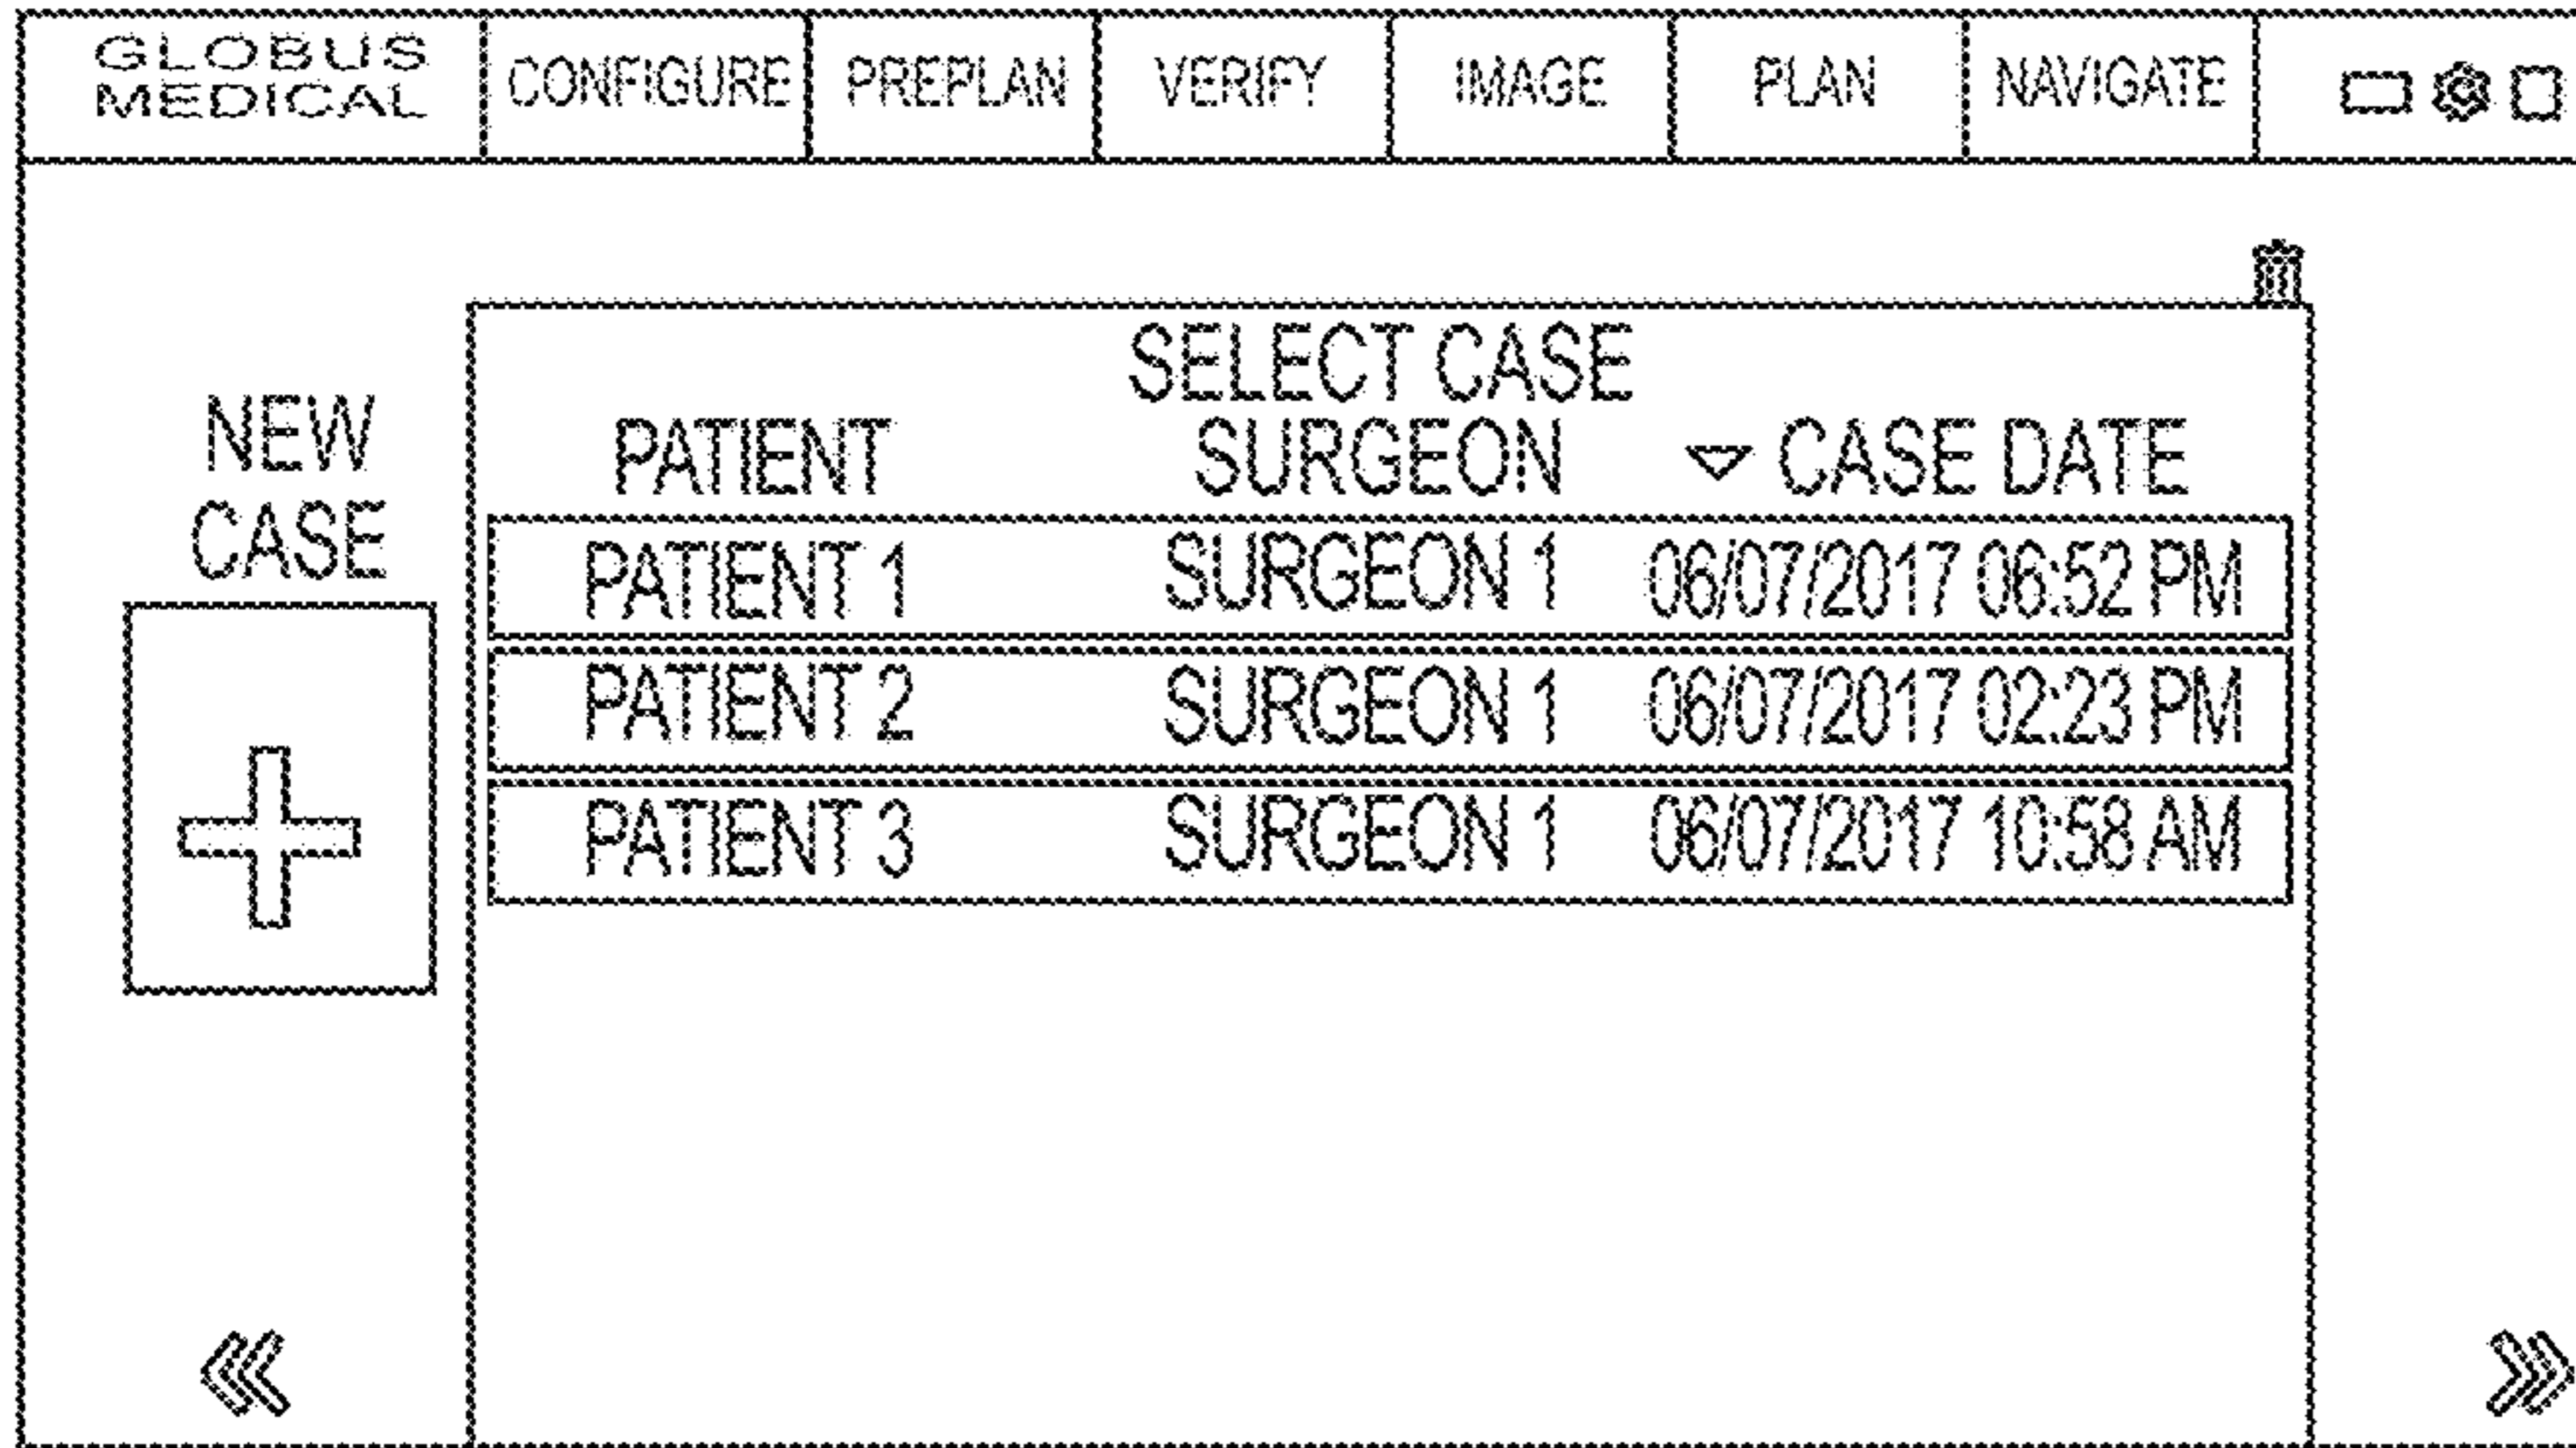 GLOBUS
MEDICAL
CONFIGURE
PREPLAN
VERIFY
IMAGE
PLAN
NAVIGATE
NEW
CASE
SELECT CASE
PATIENT SURGEON CASE DATE
PATIENT 1 SURGEON 1 06/07/2017 06:52 PM
PATIENT 2 SURGEON 1 06/07/2017 02:23 PM
PATIENT 3 SURGEON 1 06/07/2017 10:58 AM